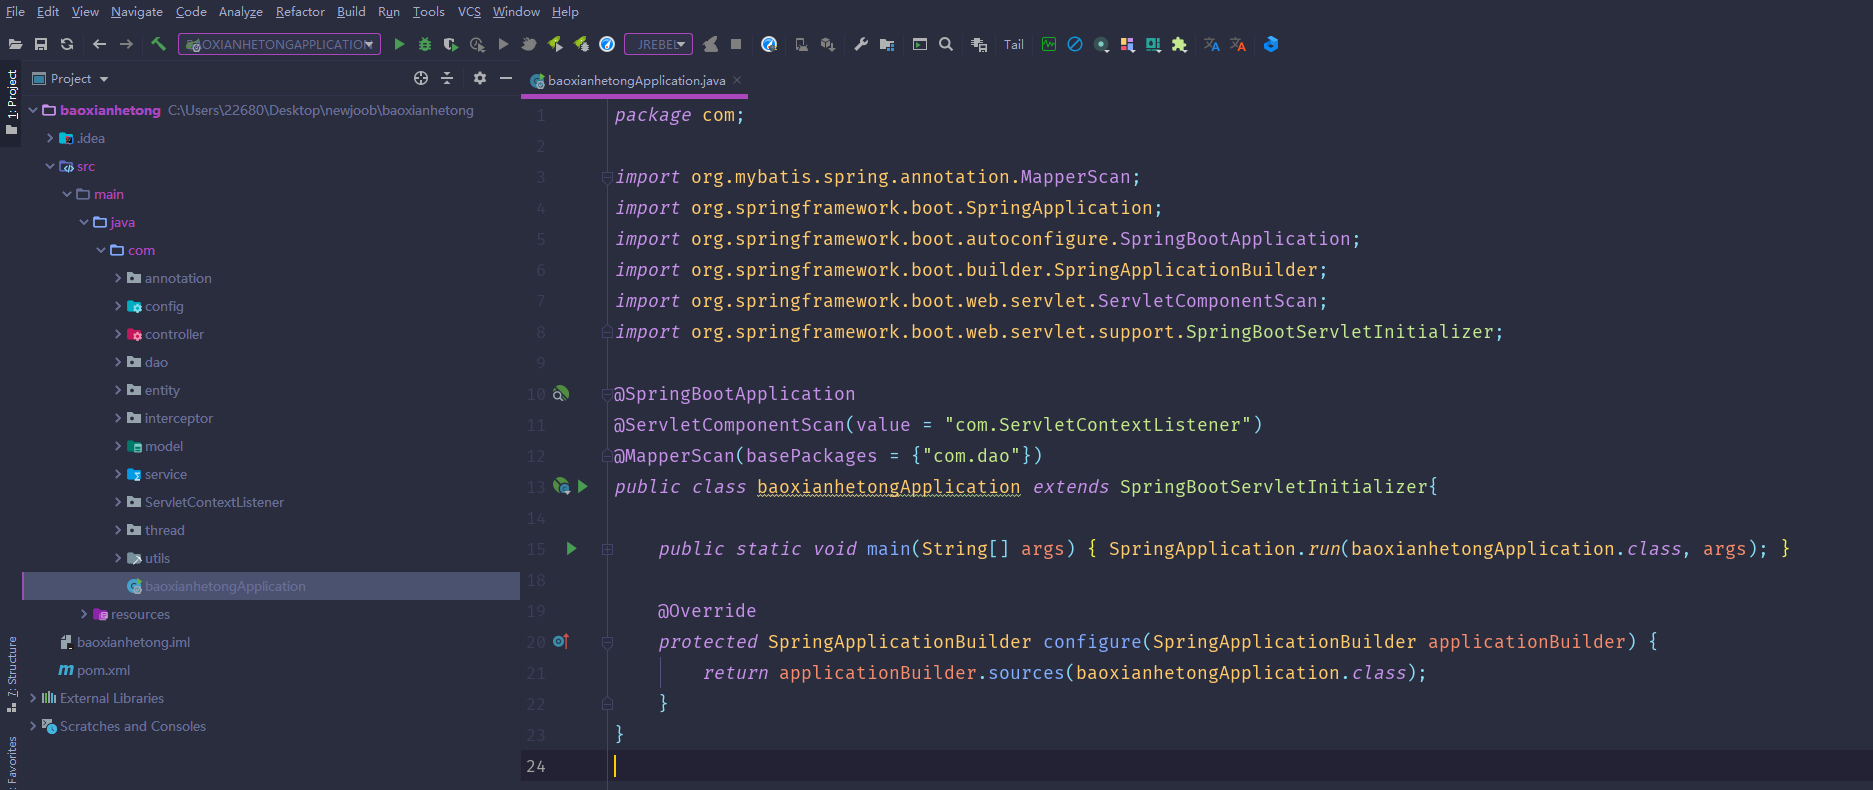 File Edit View Navigate Code Analyze Refactor Build Run Tools VCS Window Help
BAOXIANHETONGAPPLICATION JREBEL Tail
1: Project
Project
baoxianhetongApplication.java
baoxianhetong C:\Users\22680\Desktop\newjoob\baoxianhetong
.idea
src
main
java
com
annotation
config
controller
dao
entity
interceptor
model
service
ServletContextListener
thread
utils
baoxianhetongApplication
resources
baoxianhetong.iml
pom.xml
External Libraries
Scratches and Consoles
7: Structure
Favorites
1 package com;
2
3 import org.mybatis.spring.annotation.MapperScan;
4 import org.springframework.boot.SpringApplication;
5 import org.springframework.boot.autoconfigure.SpringBootApplication;
6 import org.springframework.boot.builder.SpringApplicationBuilder;
7 import org.springframework.boot.web.servlet.ServletComponentScan;
8 import org.springframework.boot.web.servlet.support.SpringBootServletInitializer;
9
10 @SpringBootApplication
11 @ServletComponentScan(value = "com.ServletContextListener")
12 @MapperScan(basePackages = {"com.dao"})
13 public class baoxianhetongApplication extends SpringBootServletInitializer{
14
15 public static void main(String[] args) { SpringApplication.run(baoxianhetongApplication.class, args); }
18
19 @Override
20 protected SpringApplicationBuilder configure(SpringApplicationBuilder applicationBuilder) {
21 return applicationBuilder.sources(baoxianhetongApplication.class);
22 }
23 }
24